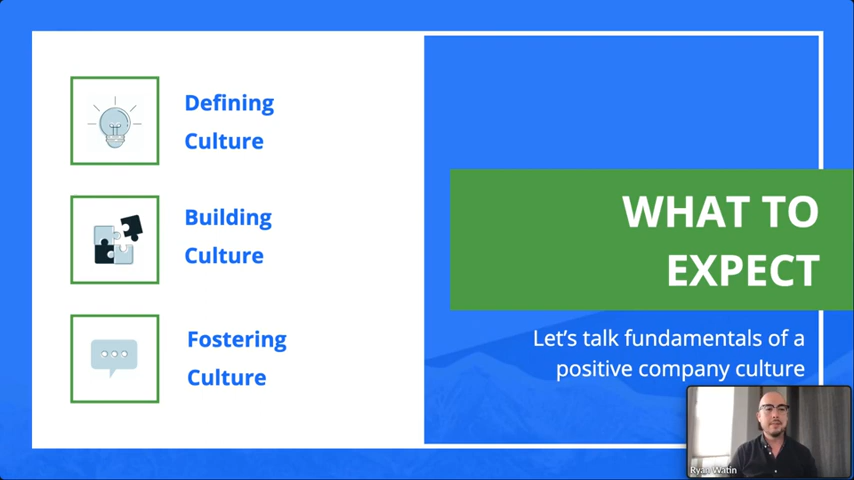 Defining
Culture
Building
Culture
Fostering
Culture
WHAT TO
EXPECT
Let’s talk fundamentals of a
positive company culture
Ryan Watin